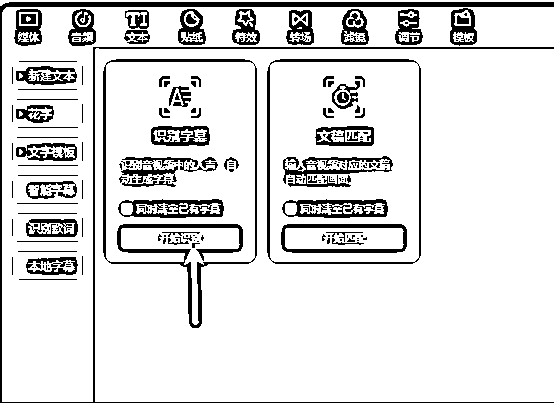 媒体 音频 文本 贴纸 特效 转场 滤镜 调节 模板
新建文本
花字
文字模板
智能字幕
识别歌词
本地字幕
识别字幕
识别音视频中的人声，自
动生成字幕
同时清空已有字幕
开始识别
文稿匹配
输入音视频对应的文稿
自动匹配画面
同时清空已有字幕
开始匹配